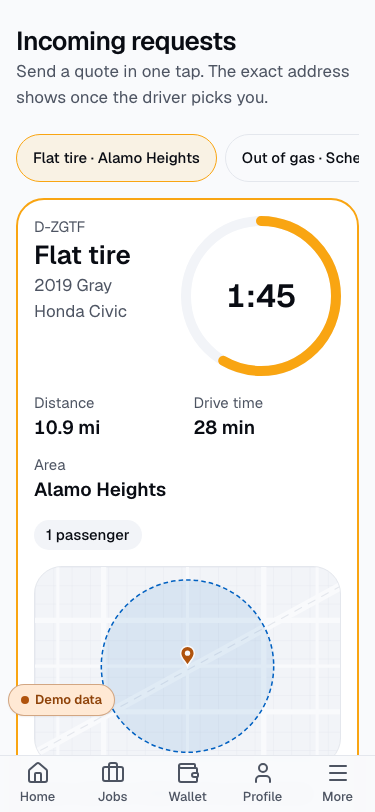 Incoming requests
Send a quote in one tap. The exact address
shows once the driver picks you.
Flat tire · Alamo Heights
Out of gas · Sche
D-ZGTF
Flat tire
2019 Gray
Honda Civic
1:45
Distance
Drive time
10.9 mi
28 min
Area
Alamo Heights
1 passenger
Demo data
Home
Jobs
Wallet
Profile
More